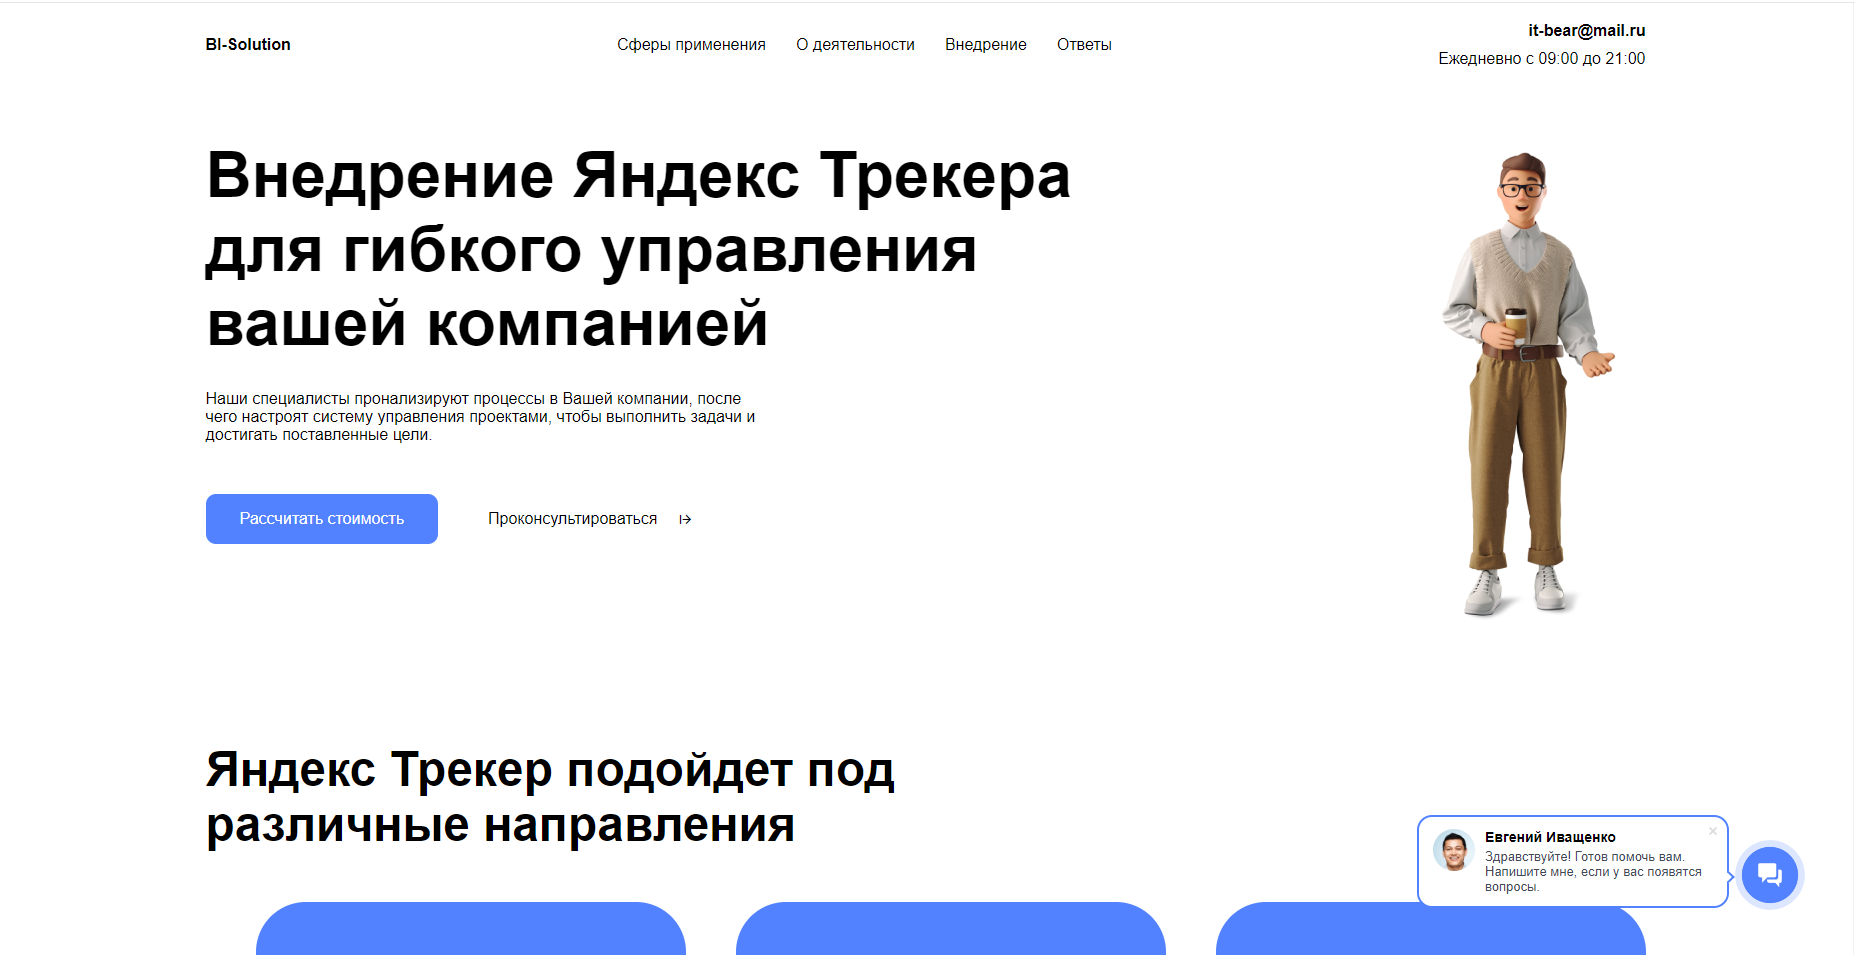 BI-Solution
Сферы применения
О деятельности
Внедрение
Ответы
it-bear@mail.ru
Ежедневно с 09:00 до 21:00
Внедрение Яндекс Трекера
для гибкого управления
вашей компанией
Наши специалисты пронализируют процессы в Вашей компании, после
чего настроят систему управления проектами, чтобы выполнить задачи и
достигать поставленные цели.
Рассчитать стоимость
Проконсультироваться
Яндекс Трекер подойдет под
различные направления
Евгений Иващенко
Здравствуйте! Готов помочь вам.
Напишите мне, если у вас появятся
вопросы.